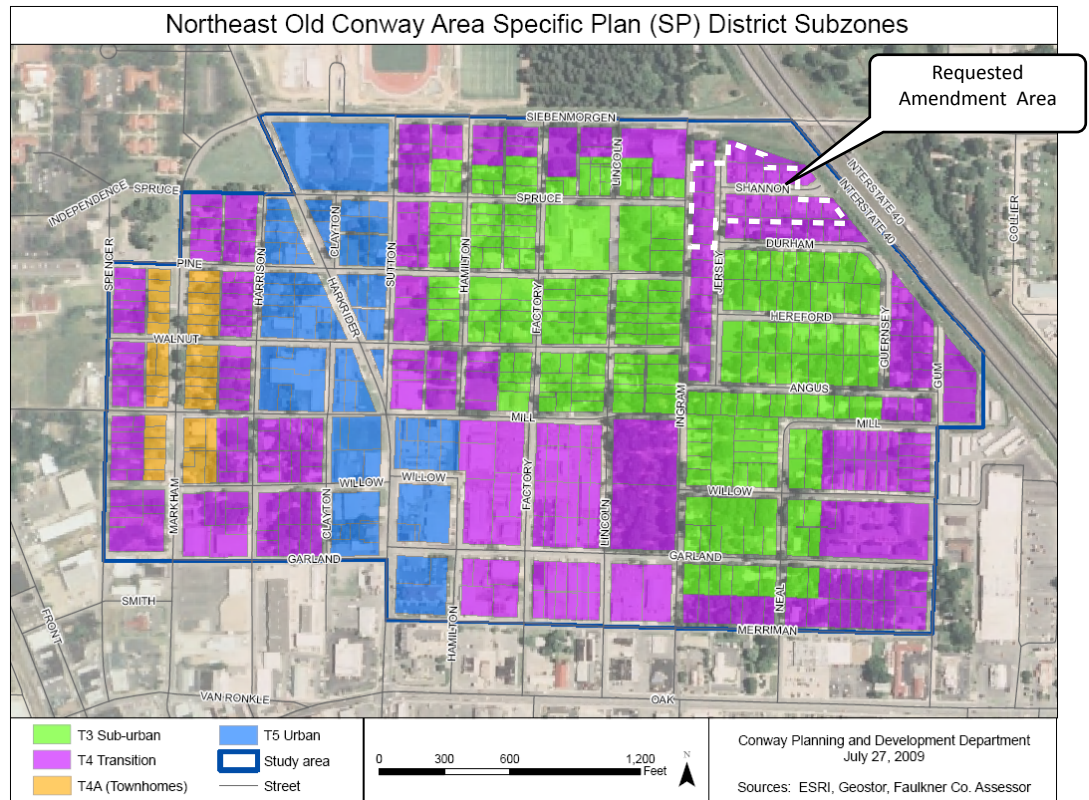 Northeast Old Conway Area Specific Plan (SP) District Subzones
Requested
Amendment Area
SIEBENMORGEN
INTERSTATE 40
INTERSTATE 40
INDEPENDENCE
SPRUCE
SPRUCE
LINCOLN
SHANNON
COLLIER
SPENCER
CLAYTON
SUTTON
HAMILTON
DURHAM
HARRISON
PINE
JERSEY
HARKRIDER
FACTORY
HEREFORD
GUERNSEY
WALNUT
GUM
INGRAM
ANGUS
MILL
MILL
MARKHAM
CLAYTON
WILLOW
WILLOW
FACTORY
LINCOLN
WILLOW
GARLAND
GARLAND
SMITH
FRONT
HAMILTON
NEAL
MERRIMAN
VAN RONKLE
OAK
T3 Sub-urban
T4 Transition
T4A (Townhomes)
T5 Urban
Study area
Street
0 300 600 1,200
Feet
N
Conway Planning and Development Department
July 27, 2009
Sources: ESRI, Geostor, Faulkner Co. Assessor